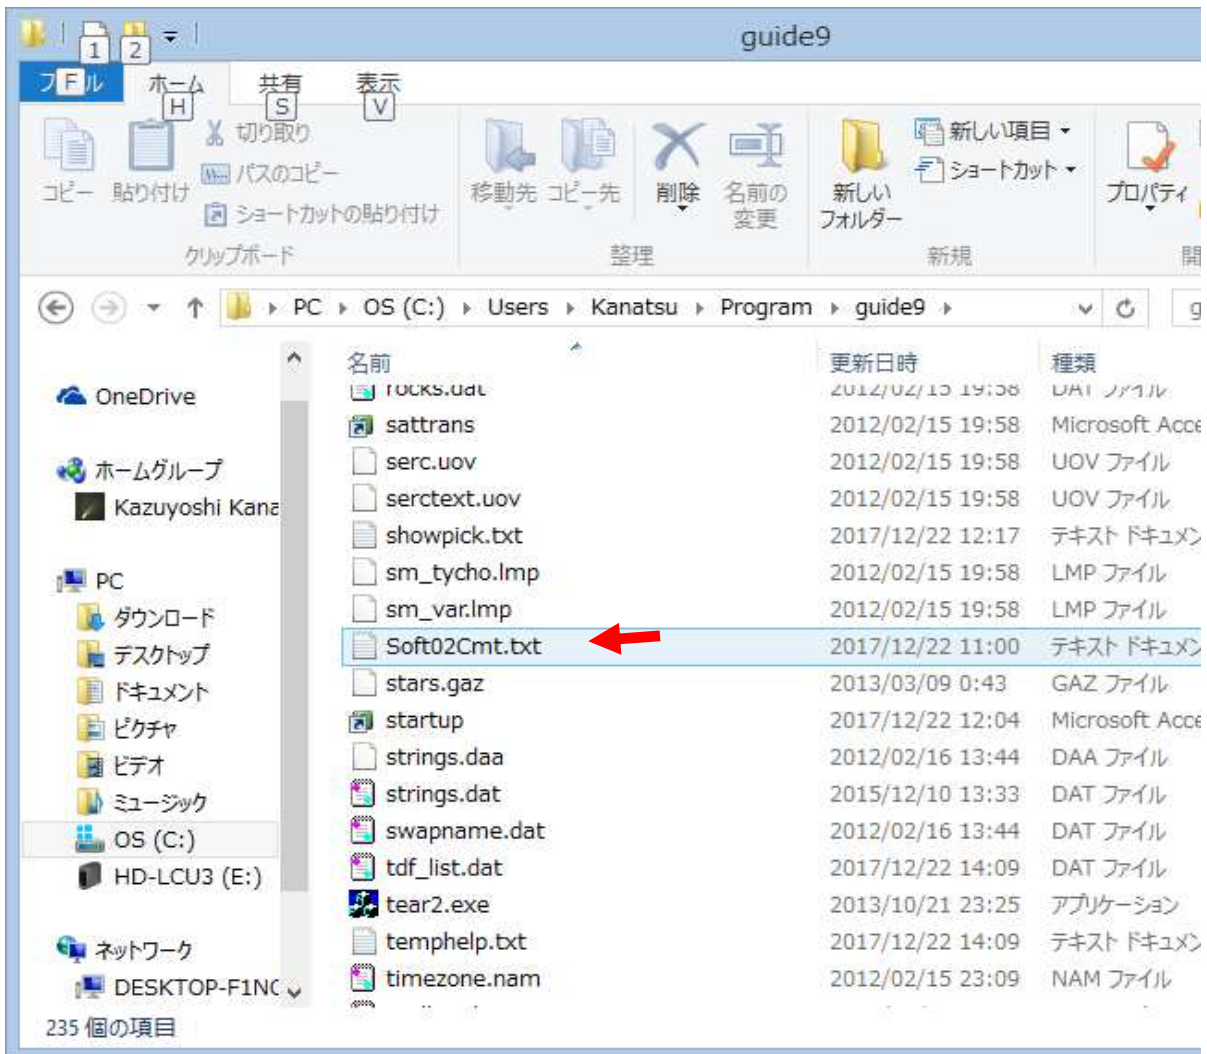 guide9
1 2
F ホーム 共有 表示
H S V
コピー 貼り付け
切り取り
パスのコピー
ショートカットの貼り付け
クリップボード
移動先 コピー先 削除 名前の
変更
整理
新しい
フォルダー
新しい項目
ショートカット
新規
プロパティ
開
PC OS (C:) Users Kanatsu Program guide9
名前 更新日時 種類
rocks.dat 2012/02/15 19:58 DAT ファイル
sattrans 2012/02/15 19:58 Microsoft Acce
serc.uov 2012/02/15 19:58 UOV ファイル
serctext.uov 2012/02/15 19:58 UOV ファイル
showpick.txt 2017/12/22 12:17 テキスト ドキュメン
sm_tycho.lmp 2012/02/15 19:58 LMP ファイル
sm_var.lmp 2012/02/15 19:58 LMP ファイル
Soft02Cmt.txt 2017/12/22 11:00 テキスト ドキュメン
stars.gaz 2013/03/09 0:43 GAZ ファイル
startup 2017/12/22 12:04 Microsoft Acce
strings.daa 2012/02/16 13:44 DAA ファイル
strings.dat 2015/12/10 13:33 DAT ファイル
swapname.dat 2012/02/16 13:44 DAT ファイル
tdf_list.dat 2017/12/22 14:09 DAT ファイル
tear2.exe 2013/10/21 23:25 アプリケーション
temphelp.txt 2017/12/22 14:09 テキスト ドキュメン
timezone.nam 2012/02/15 23:09 NAM ファイル
OneDrive
ホームグループ
Kazuyoshi Kana
PC
ダウンロード
デスクトップ
ドキュメント
ピクチャ
ビデオ
ミュージック
OS (C:)
HD-LCU3 (E:)
ネットワーク
DESKTOP-F1NC
235 個の項目